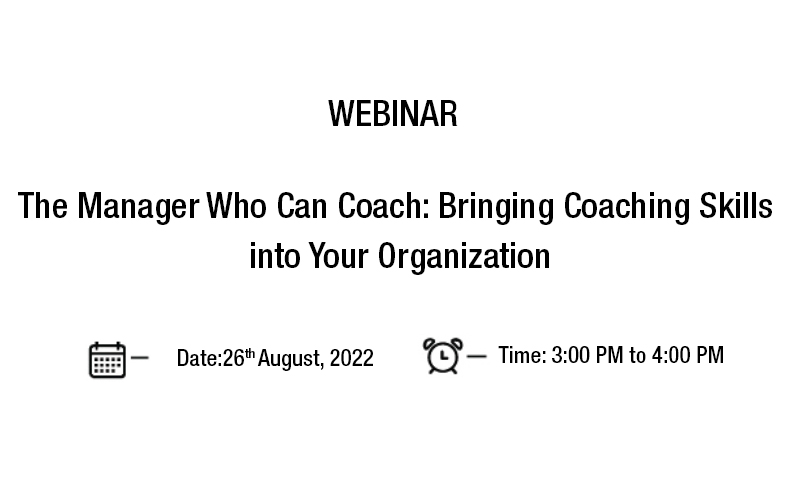 WEBINAR
The Manager Who Can Coach: Bringing Coaching Skills
into Your Organization
Date:26th August, 2022
Time: 3:00 PM to 4:00 PM